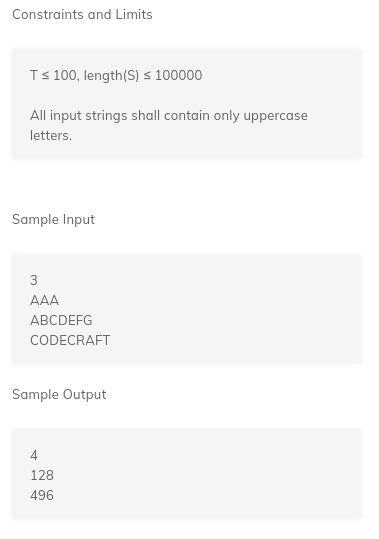 Constraints and Limits
T ≤ 100, length(S) ≤ 100000
All input strings shall contain only uppercase
letters.
Sample Input
3
AAA
ABCDEFG
CODECRAFT
Sample Output
4
128
496